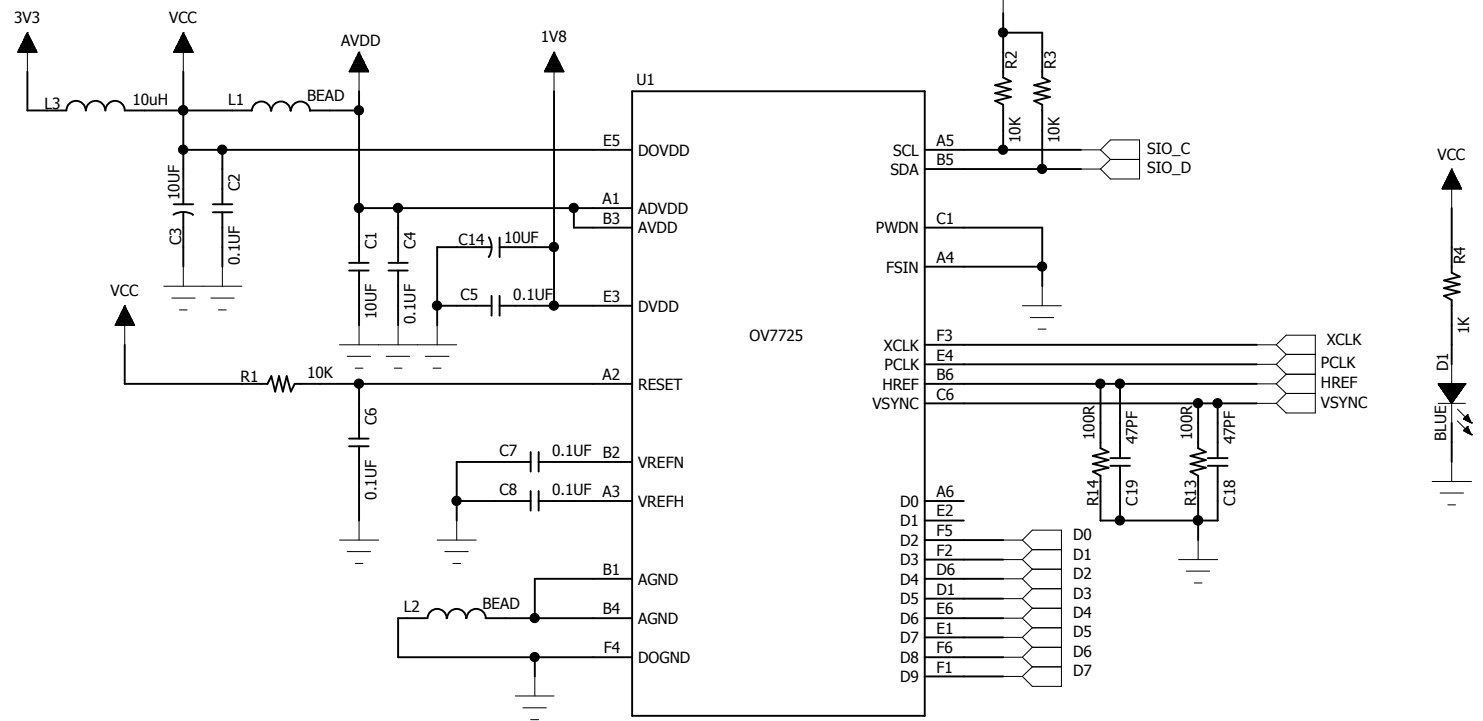 3V3
VCC
AVDD
1V8
L3
10uH
L1
BEAD
U1
R2
R3
10K
10K
10UF
C3
C2
0.1UF
C1
10UF
C4
0.1UF
C14
10UF
C5
0.1UF
E5
DOVDD
A1
ADVDD
B3
AVDD
E3
DVDD
VCC
R1
10K
A2
RESET
C6
0.1UF
C7
0.1UF
B2
VREFN
C8
0.1UF
A3
VREFH
B1
AGND
L2
BEAD
B4
AGND
F4
DOGND
OV7725
SCL
A5
SIO_C
SDA
B5
SIO_D
PWDN
C1
FSIN
A4
XCLK
F3
XCLK
PCLK
E4
PCLK
HREF
B6
HREF
VSYNC
C6
VSYNC
100R
R14
47PF
C19
100R
R13
47PF
C18
D0
A6
D1
E2
D2
F5
D0
D3
F2
D1
D4
D6
D2
D5
D1
D3
D6
E6
D4
D7
E1
D5
D8
F6
D6
D9
F1
D7
VCC
R4
1K
D1
BLUE